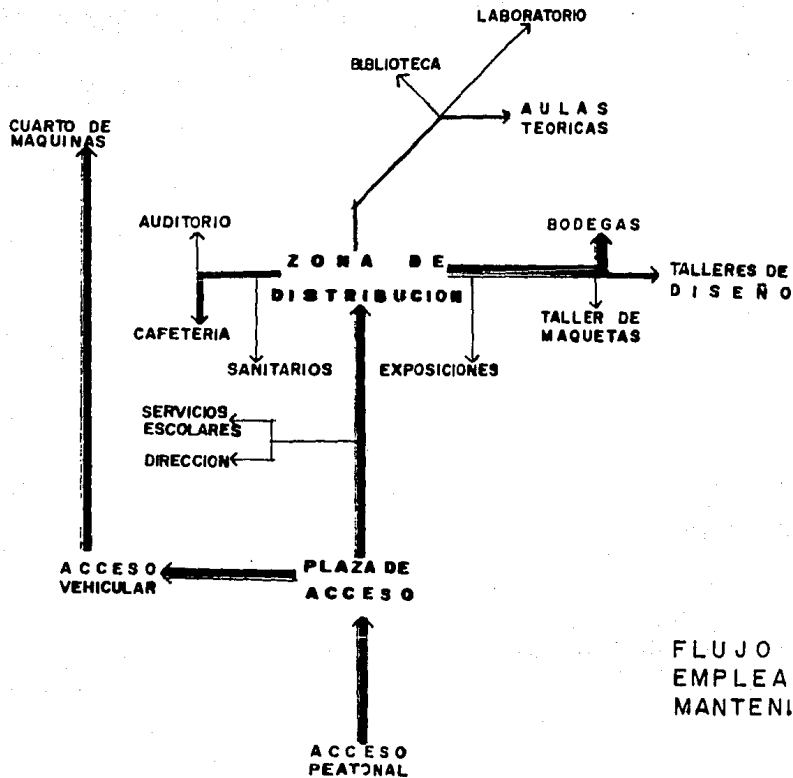 LABORATORIO
BIBLIOTECA
AULAS
TEORICAS
CUARTO DE
MAQUINAS
AUDITORIO
BODEGAS
ZONA DE
DISTRIBUCION
TALLERES DE
DISEÑO
CAFETERIA
TALLER DE
MAQUETAS
SANITARIOS
EXPOSICIONES
SERVICIOS
ESCOLARES
DIRECCION
ACCESO
VEHICULAR
PLAZA DE
ACCESO
FLUJO
EMPLEA
MANTENI
ACCESO
PEATONAL